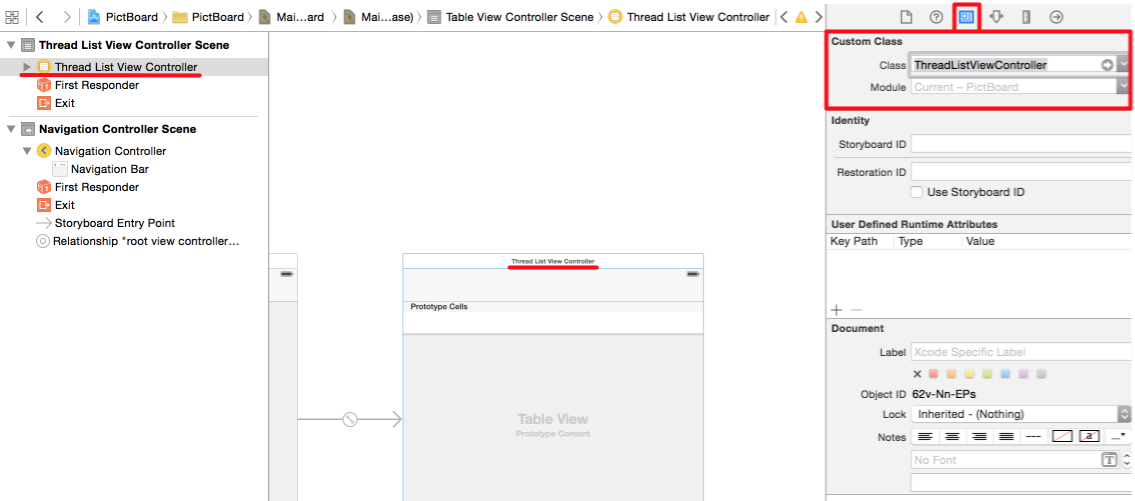 PictBoard
PictBoard
Mai...ard
Mai...ase)
Table View Controller Scene
Thread List View Controller
Thread List View Controller Scene
Thread List View Controller
First Responder
Exit
Navigation Controller Scene
Navigation Controller
Navigation Bar
First Responder
Exit
Storyboard Entry Point
Relationship "root view controller...
Thread List View Controller
Prototype Cells
Table View
Prototype Content
Custom Class
Class ThreadListViewController
Module Current – PictBoard
Identity
Storyboard ID
Restoration ID
Use Storyboard ID
User Defined Runtime Attributes
Key Path Type Value
Document
Label Xcode Specific Label
Object ID 62v-Nn-EPs
Lock Inherited - (Nothing)
Notes
No Font